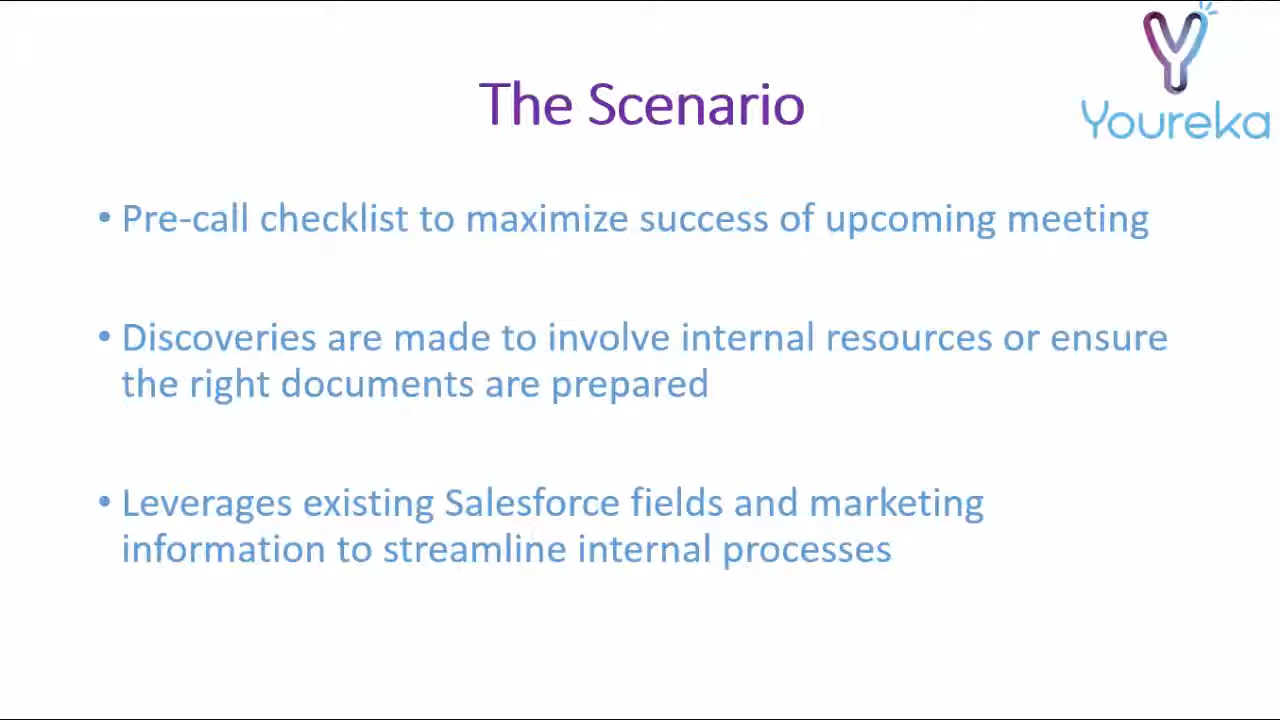 The Scenario
Youreka
• Pre-call checklist to maximize success of upcoming meeting
• Discoveries are made to involve internal resources or ensure
the right documents are prepared
• Leverages existing Salesforce fields and marketing
information to streamline internal processes